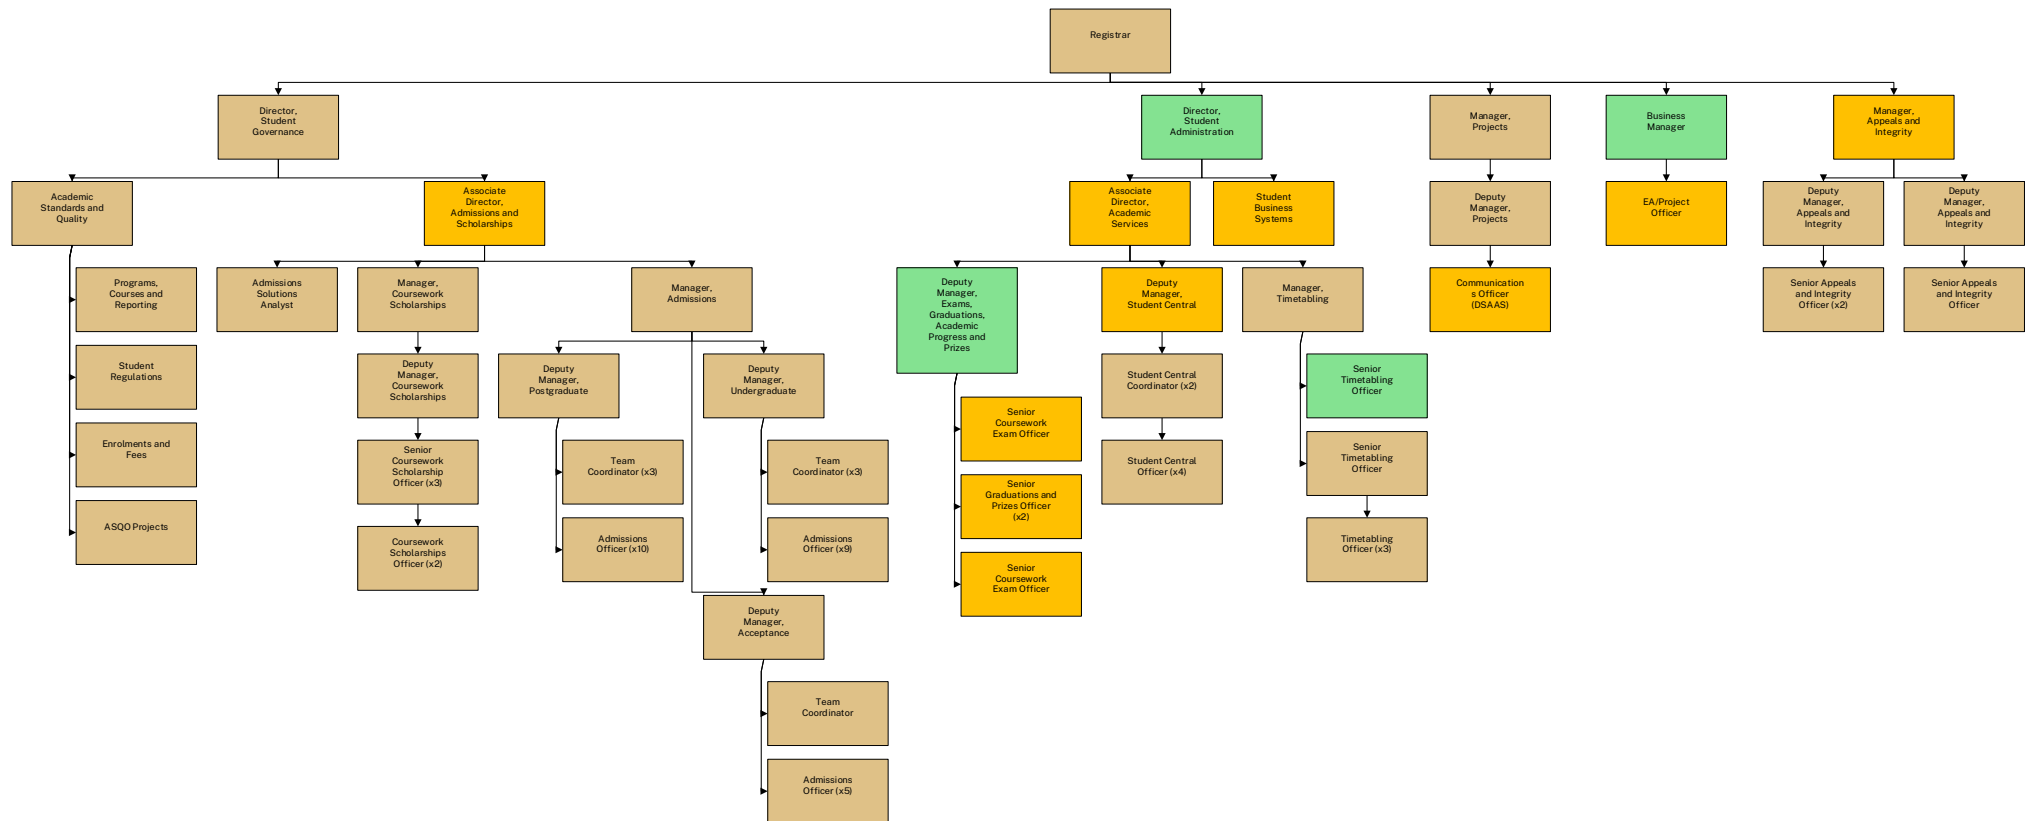 Registrar
Director,
Student
Governance
Director,
Student
Administration
Manager,
Projects
Business
Manager
Manager,
Appeals and
Integrity
Academic
Standards and
Quality
Associate
Director,
Admissions and
Scholarships
Associate
Director,
Academic
Services
Student
Business
Systems
Deputy
Manager,
Projects
EA/Project
Officer
Deputy
Manager,
Appeals and
Integrity
Deputy
Manager,
Appeals and
Integrity
Programs,
Courses and
Reporting
Admissions
Solutions
Analyst
Manager,
Coursework
Scholarships
Manager,
Admissions
Deputy
Manager,
Exams,
Graduations,
Academic
Progress and
Prizes
Deputy
Manager,
Student Central
Manager,
Timetabling
Communication
s Officer
(DSAAS)
Senior Appeals
and Integrity
Officer (x2)
Senior Appeals
and Integrity
Officer
Student
Regulations
Deputy
Manager,
Coursework
Scholarships
Deputy
Manager,
Postgraduate
Deputy
Manager,
Undergraduate
Student Central
Coordinator (x2)
Senior
Timetabling
Officer
Senior
Coursework
Exam Officer
Enrolments and
Fees
Senior
Coursework
Scholarship
Officer (x3)
Team
Coordinator (x3)
Team
Coordinator (x3)
Student Central
Officer (x4)
Senior
Timetabling
Officer
Senior
Graduations and
Prizes Officer
(x2)
ASQO Projects
Coursework
Scholarships
Officer (x2)
Admissions
Officer (x10)
Admissions
Officer (x9)
Timetabling
Officer (x3)
Senior
Coursework
Exam Officer
Deputy
Manager,
Acceptance
Team
Coordinator
Admissions
Officer (x5)